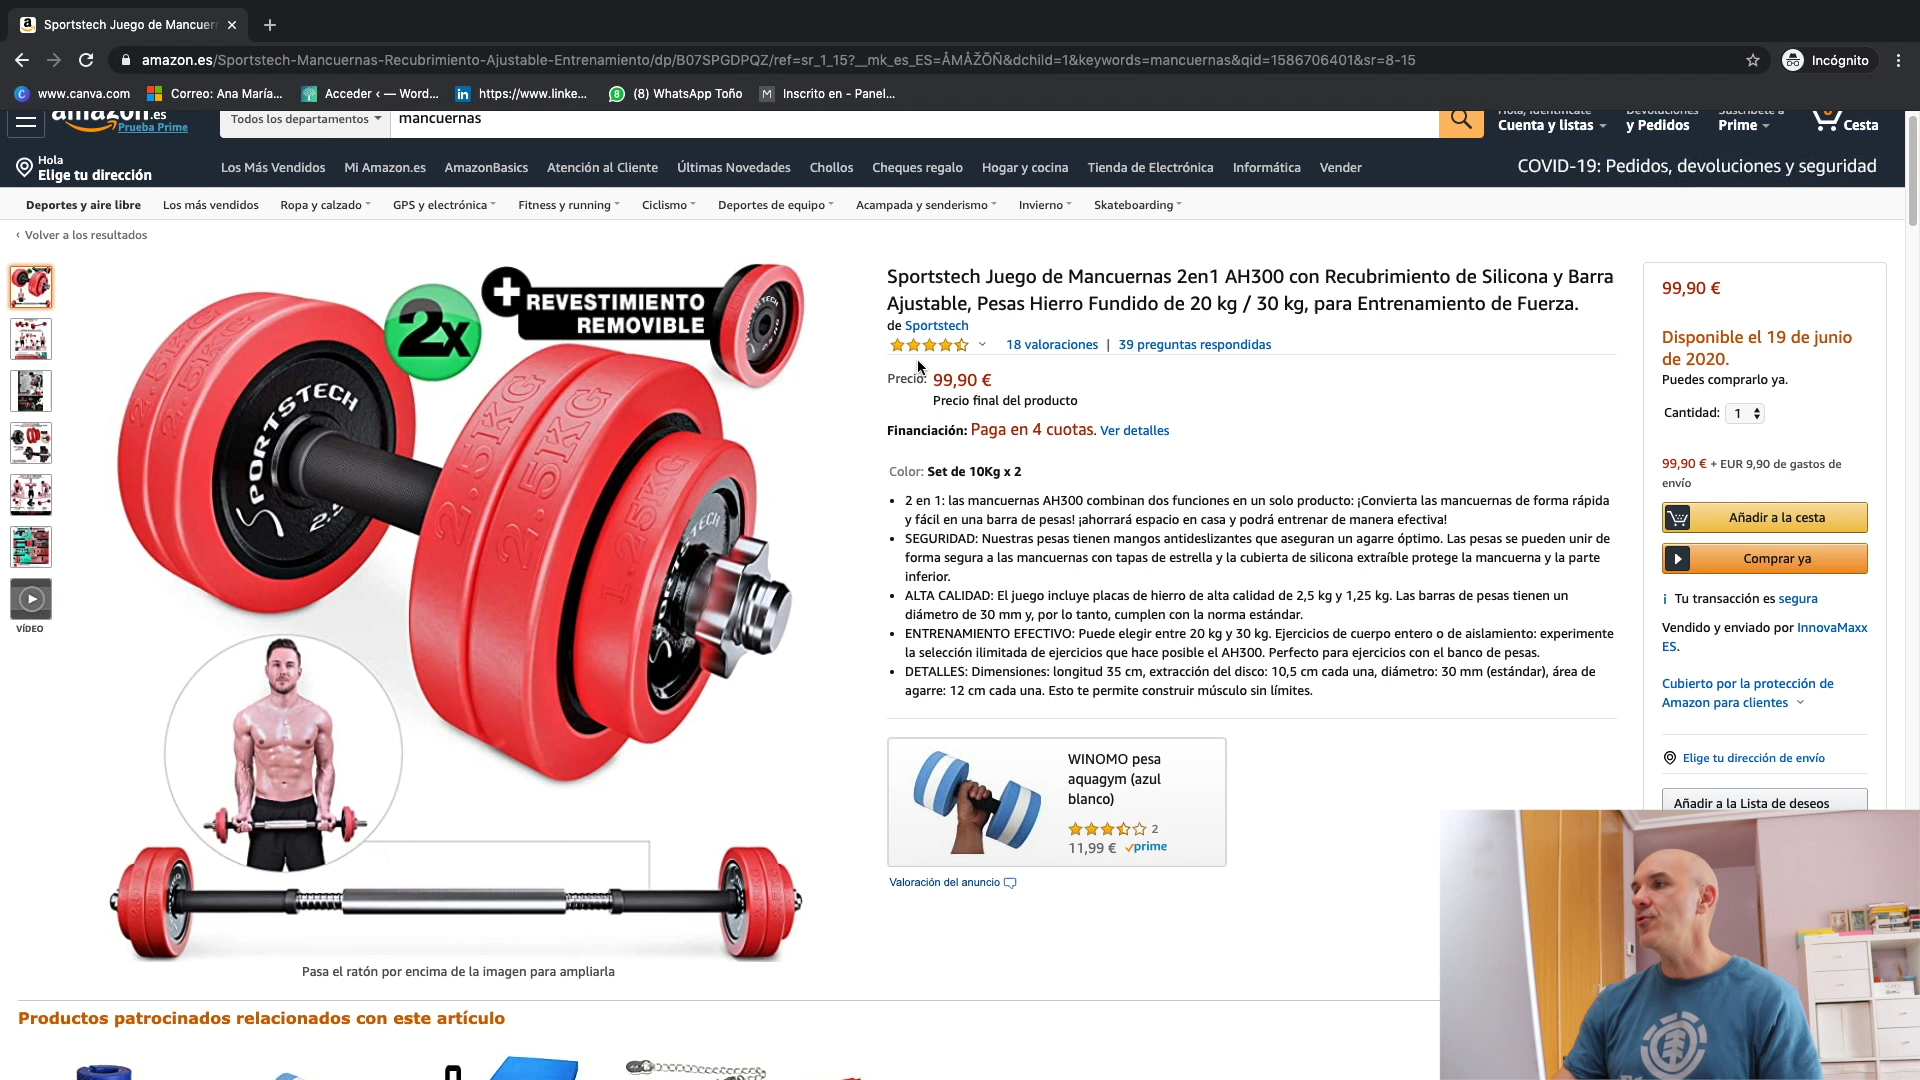 Sportstech Juego de Mancuern
amazon.es/Sportstech-Mancuernas-Recubrimiento-Ajustable-Entrenamiento/dp/B07SPGDPQZ/ref=sr_1_15?__mk_es_ES=ÅMÅŽÕÑ&dchild=1&keywords=mancuernas&qid=1586706401&sr=8-15
Incógnito
www.canva.com
Correo: Ana María...
Acceder ‹ — Word...
https://www.linke...
(8) WhatsApp Toño
Inscrito en - Panel...
amazon.es
Prueba Prime
Todos los departamentos
mancuernas
Hola, Identifícate
Cuenta y listas
Devoluciones
y Pedidos
Suscríbete a
Prime
0
Cesta
Hola
Elige tu dirección
Los Más Vendidos
Mi Amazon.es
AmazonBasics
Atención al Cliente
Últimas Novedades
Chollos
Cheques regalo
Hogar y cocina
Tienda de Electrónica
Informática
Vender
COVID-19: Pedidos, devoluciones y seguridad
Deportes y aire libre
Los más vendidos
Ropa y calzado
GPS y electrónica
Fitness y running
Ciclismo
Deportes de equipo
Acampada y senderismo
Invierno
Skateboarding
‹ Volver a los resultados
VÍDEO
2x
+ REVESTIMIENTO
REMOVIBLE
SPORTSTECH
2.5KG
2.5KG
2.5KG
2.5KG
1.25KG
Pasa el ratón por encima de la imagen para ampliarla
Sportstech Juego de Mancuernas 2en1 AH300 con Recubrimiento de Silicona y Barra
Ajustable, Pesas Hierro Fundido de 20 kg / 30 kg, para Entrenamiento de Fuerza.
de Sportstech
18 valoraciones | 39 preguntas respondidas
Precio: 99,90 €
Precio final del producto
Financiación: Paga en 4 cuotas. Ver detalles
Color: Set de 10Kg x 2
• 2 en 1: las mancuernas AH300 combinan dos funciones en un solo producto: ¡Convierta las mancuernas de forma rápida
y fácil en una barra de pesas! ¡ahorrará espacio en casa y podrá entrenar de manera efectiva!
• SEGURIDAD: Nuestras pesas tienen mangos antideslizantes que aseguran un agarre óptimo. Las pesas se pueden unir de
forma segura a las mancuernas con tapas de estrella y la cubierta de silicona extraíble protege la mancuerna y la parte
inferior.
• ALTA CALIDAD: El juego incluye placas de hierro de alta calidad de 2,5 kg y 1,25 kg. Las barras de pesas tienen un
diámetro de 30 mm y, por lo tanto, cumplen con la norma estándar.
• ENTRENAMIENTO EFECTIVO: Puede elegir entre 20 kg y 30 kg. Ejercicios de cuerpo entero o de aislamiento: experimente
la selección ilimitada de ejercicios que hace posible el AH300. Perfecto para ejercicios con el banco de pesas.
• DETALLES: Dimensiones: longitud 35 cm, extracción del disco: 10,5 cm cada una, diámetro: 30 mm (estándar), área de
agarre: 12 cm cada una. Esto te permite construir músculo sin límites.
WINOMO pesa
aquagym (azul
blanco)
2
11,99 € prime
Valoración del anuncio
99,90 €
Disponible el 19 de junio
de 2020.
Puedes comprarlo ya.
Cantidad: 1
99,90 € + EUR 9,90 de gastos de
envío
Añadir a la cesta
Comprar ya
Tu transacción es segura
Vendido y enviado por InnovaMaxx
ES.
Cubierto por la protección de
Amazon para clientes
Elige tu dirección de envío
Añadir a la Lista de deseos
Productos patrocinados relacionados con este artículo